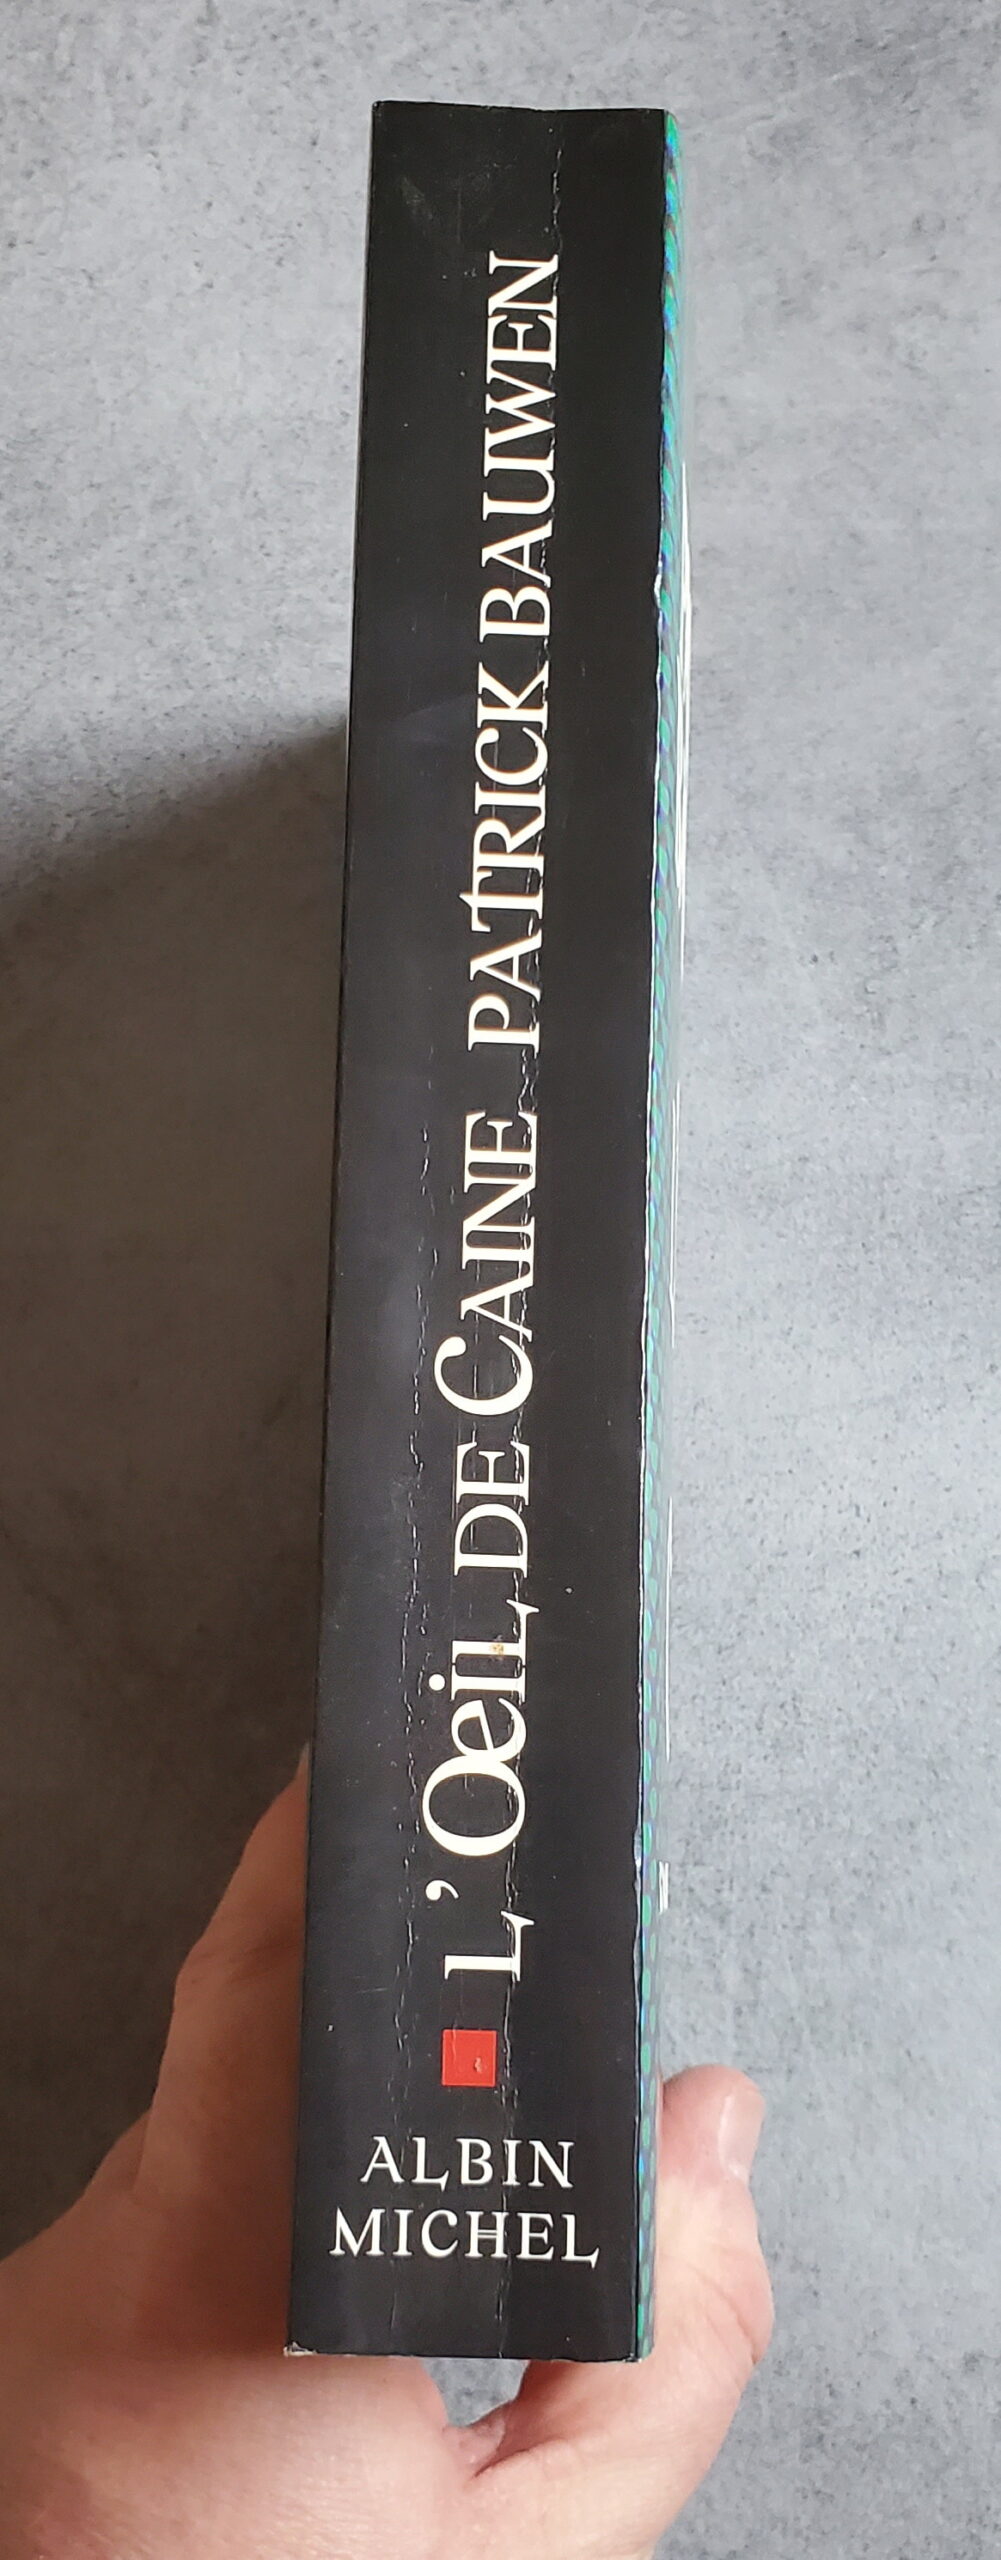 L'OEiL DE CAINE PATRICK BAUWEN
ALBIN
MICHEL